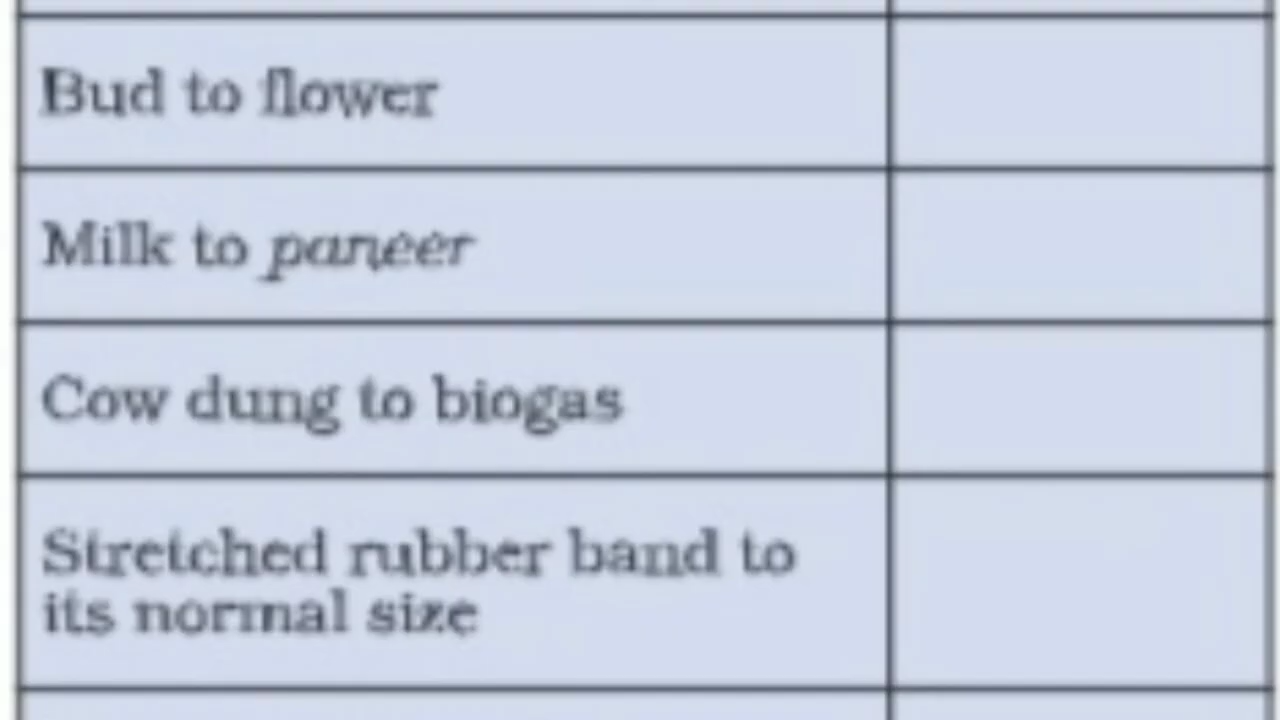 Bud to flower
Milk to paneer
Cow dung to biogas
Stretched rubber band to
its normal size